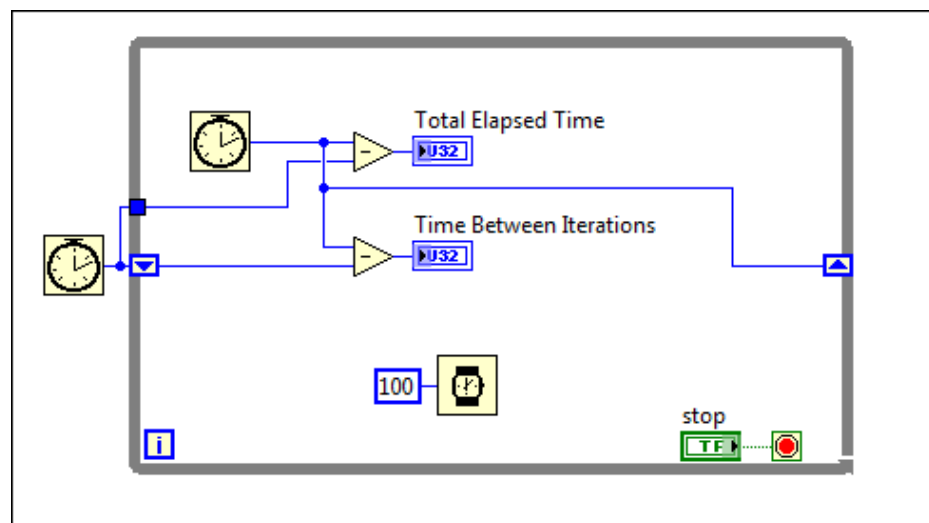 Total Elapsed Time
U32
Time Between Iterations
U32
100
stop
TF
i